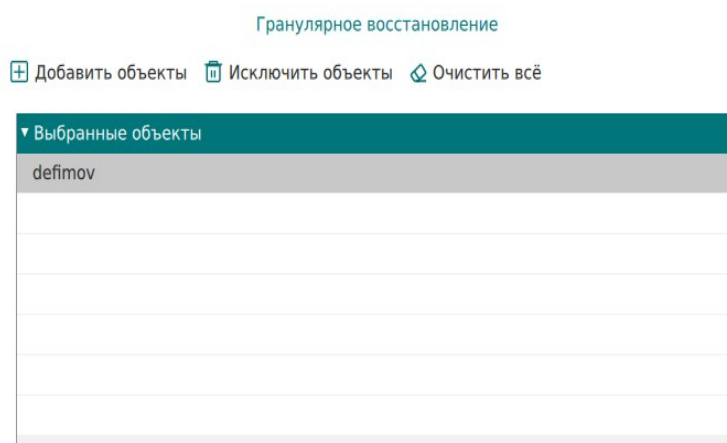 Гранулярное восстановление
Добавить объекты Исключить объекты Очистить всё
Выбранные объекты
defimov